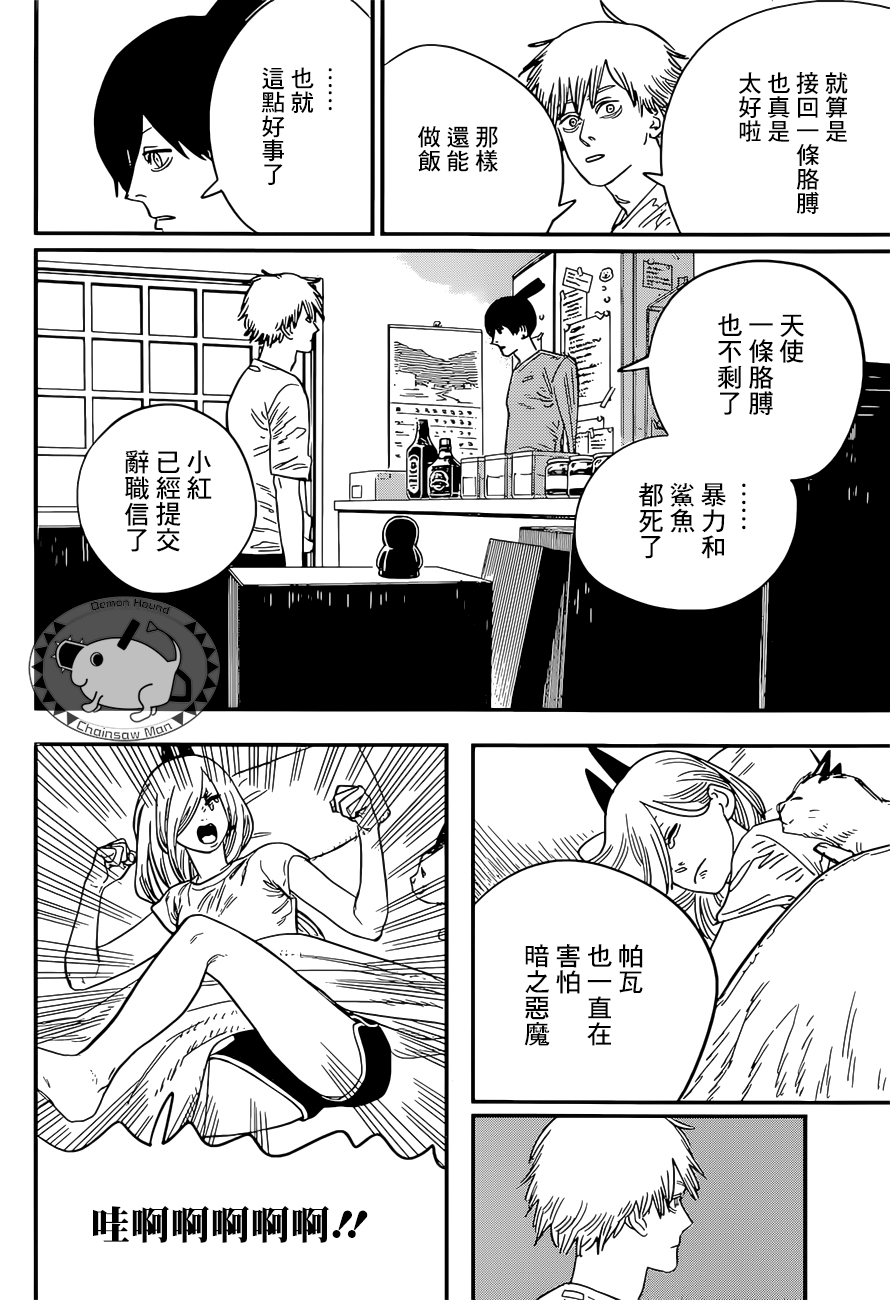 就算是
接回一條胳膊
也真是
太好啦
那樣
還能
做飯
……
也就
這點好事了
天使
一條胳膊
也不剩了
……
暴力和
鯊魚
都死了
小紅
已經提交
辭職信了
Demon Hound
Chainsaw Man
帕瓦
也一直在
害怕
暗之惡魔
哇啊啊啊啊啊!!